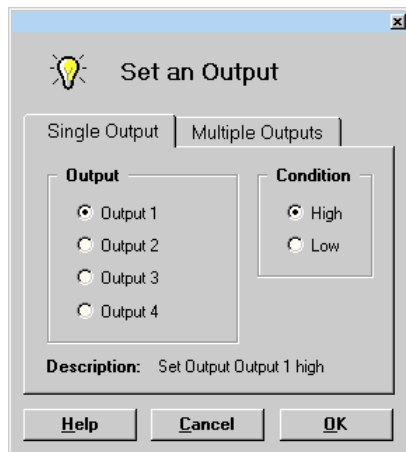 Set an Output
Single Output Multiple Outputs
Output Condition
Output 1 High
Output 2 Low
Output 3
Output 4
Description: Set Output Output 1 high
Help Cancel OK